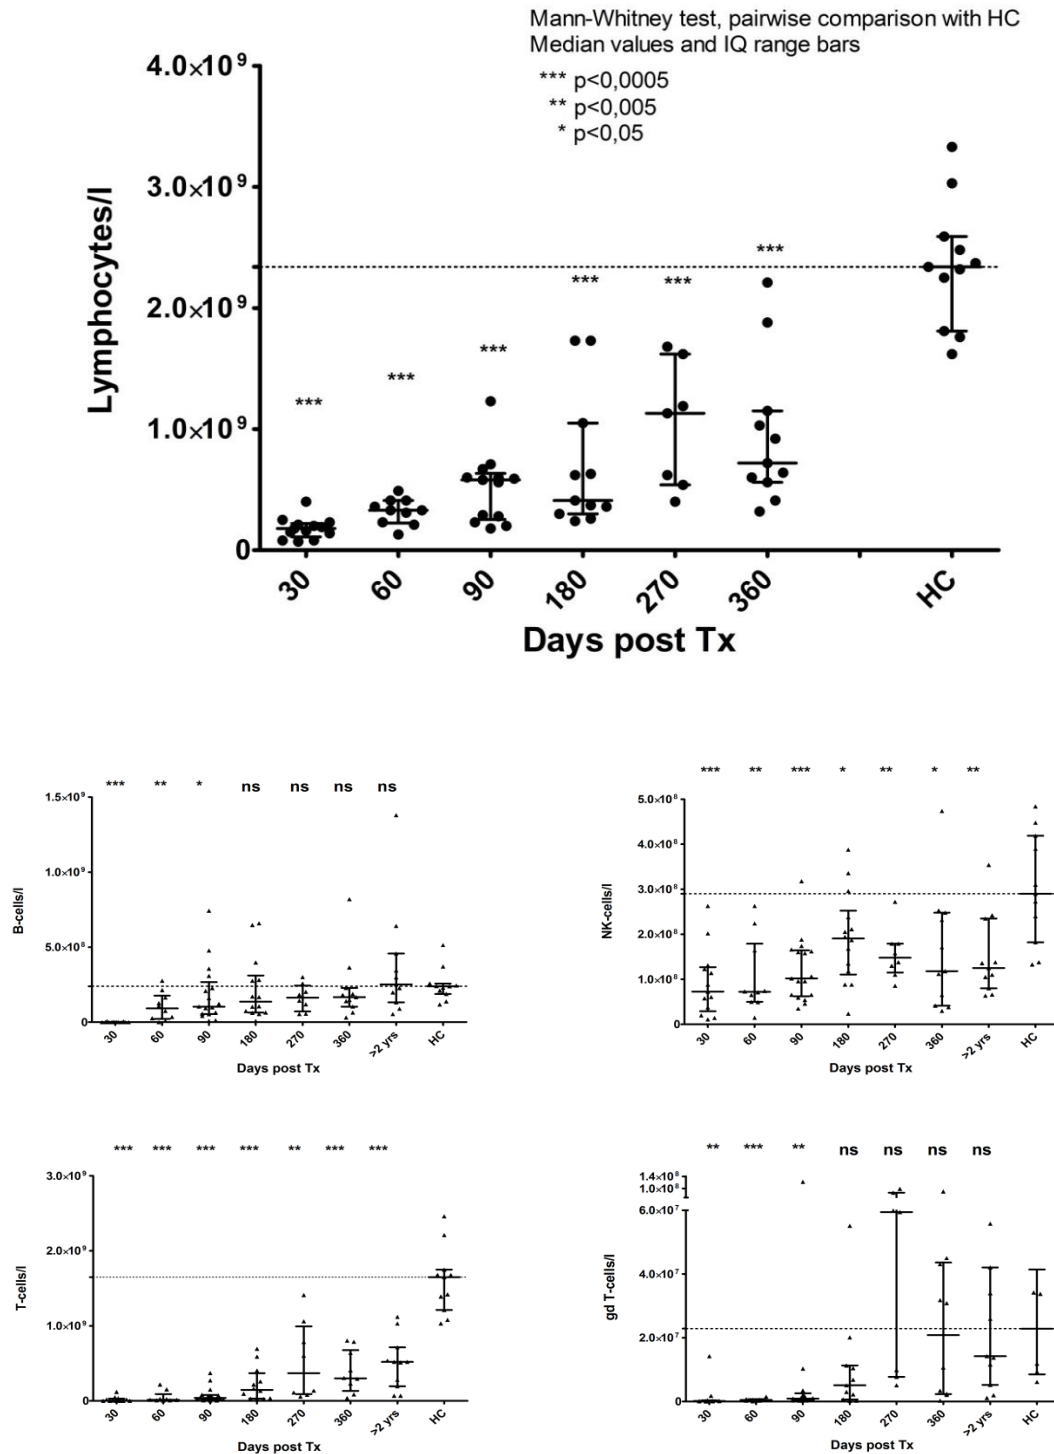 Mann-Whitney test, pairwise comparison with HC
Median values and IQ range bars
*** p<0,0005
** p<0,005
* p<0,05
Lymphocytes/l
4.0×10⁹
3.0×10⁹
2.0×10⁹
1.0×10⁹
0
*** *** *** *** *** ***
30 60 90 180 270 360 HC
Days post Tx
*** ** * ns ns ns ns
B-cells/l
1.5×10⁹
1.0×10⁹
5.0×10⁸
0
30 60 90 180 270 360 >2 yrs HC
Days post Tx
*** ** *** * ** * **
NK-cells/l
5.0×10⁸
4.0×10⁸
3.0×10⁸
2.0×10⁸
1.0×10⁸
0
30 60 90 180 270 360 >2 yrs HC
Days post Tx
*** *** *** *** ** *** ***
T-cells/l
3.0×10⁹
2.0×10⁹
1.0×10⁹
0
30 60 90 180 270 360 >2 yrs HC
Days post Tx
** *** ** ns ns ns ns
gd T-cells/l
1.4×10⁸
1.0×10⁸
6.0×10⁷
4.0×10⁷
2.0×10⁷
0
30 60 90 180 270 360 >2 yrs HC
Days post Tx